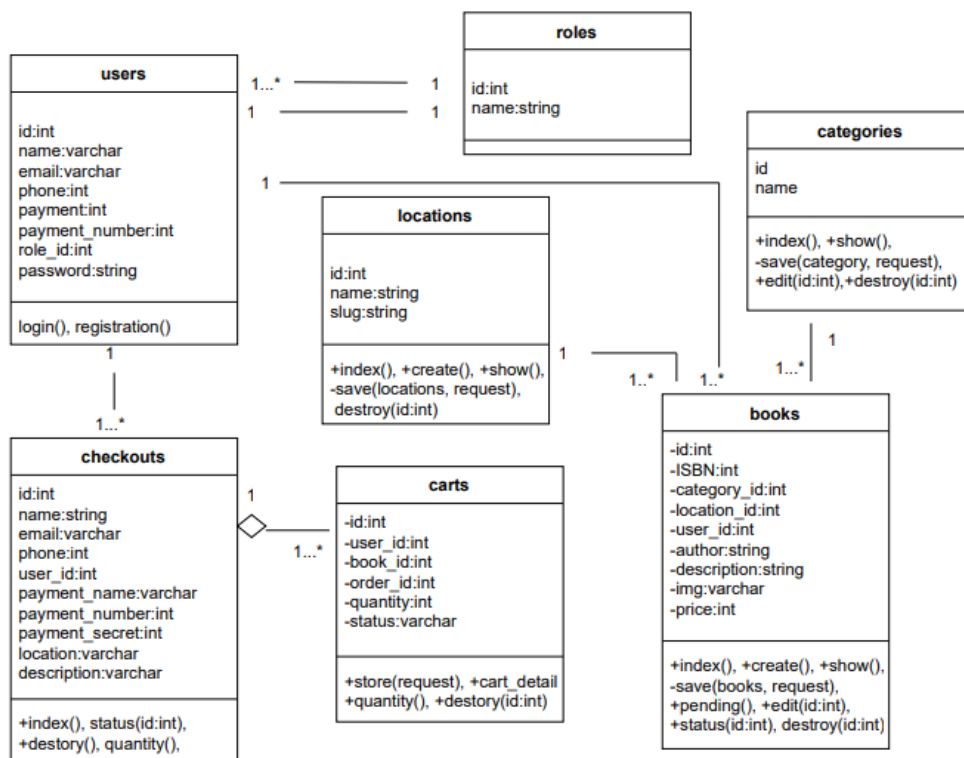 users
id:int
name:varchar
email:varchar
phone:int
payment:int
payment_number:int
role_id:int
password:string
login(), registration()
1...*
1
1
1
roles
id:int
name:string
1
1..*
categories
id
name
+index(), +show(),
-save(category, request),
+edit(id:int),+destroy(id:int)
1
1...*
locations
id:int
name:string
slug:string
+index(), +create(), +show(),
-save(locations, request),
destroy(id:int)
1
1..*
1
1...*
checkouts
id:int
name:string
email:varchar
phone:int
user_id:int
payment_name:varchar
payment_number:int
payment_secret:int
location:varchar
description:varchar
+index(), status(id:int),
+destory(), quantity(),
1
1...*
carts
-id:int
-user_id:int
-book_id:int
-order_id:int
-quantity:int
-status:varchar
+store(request), +cart_detail
+quantity(), +destory(id:int)
books
-id:int
-ISBN:int
-category_id:int
-location_id:int
-user_id:int
-author:string
-description:string
-img:varchar
-price:int
+index(), +create(), +show(),
-save(books, request),
+pending(), +edit(id:int),
+status(id:int), destroy(id:int)